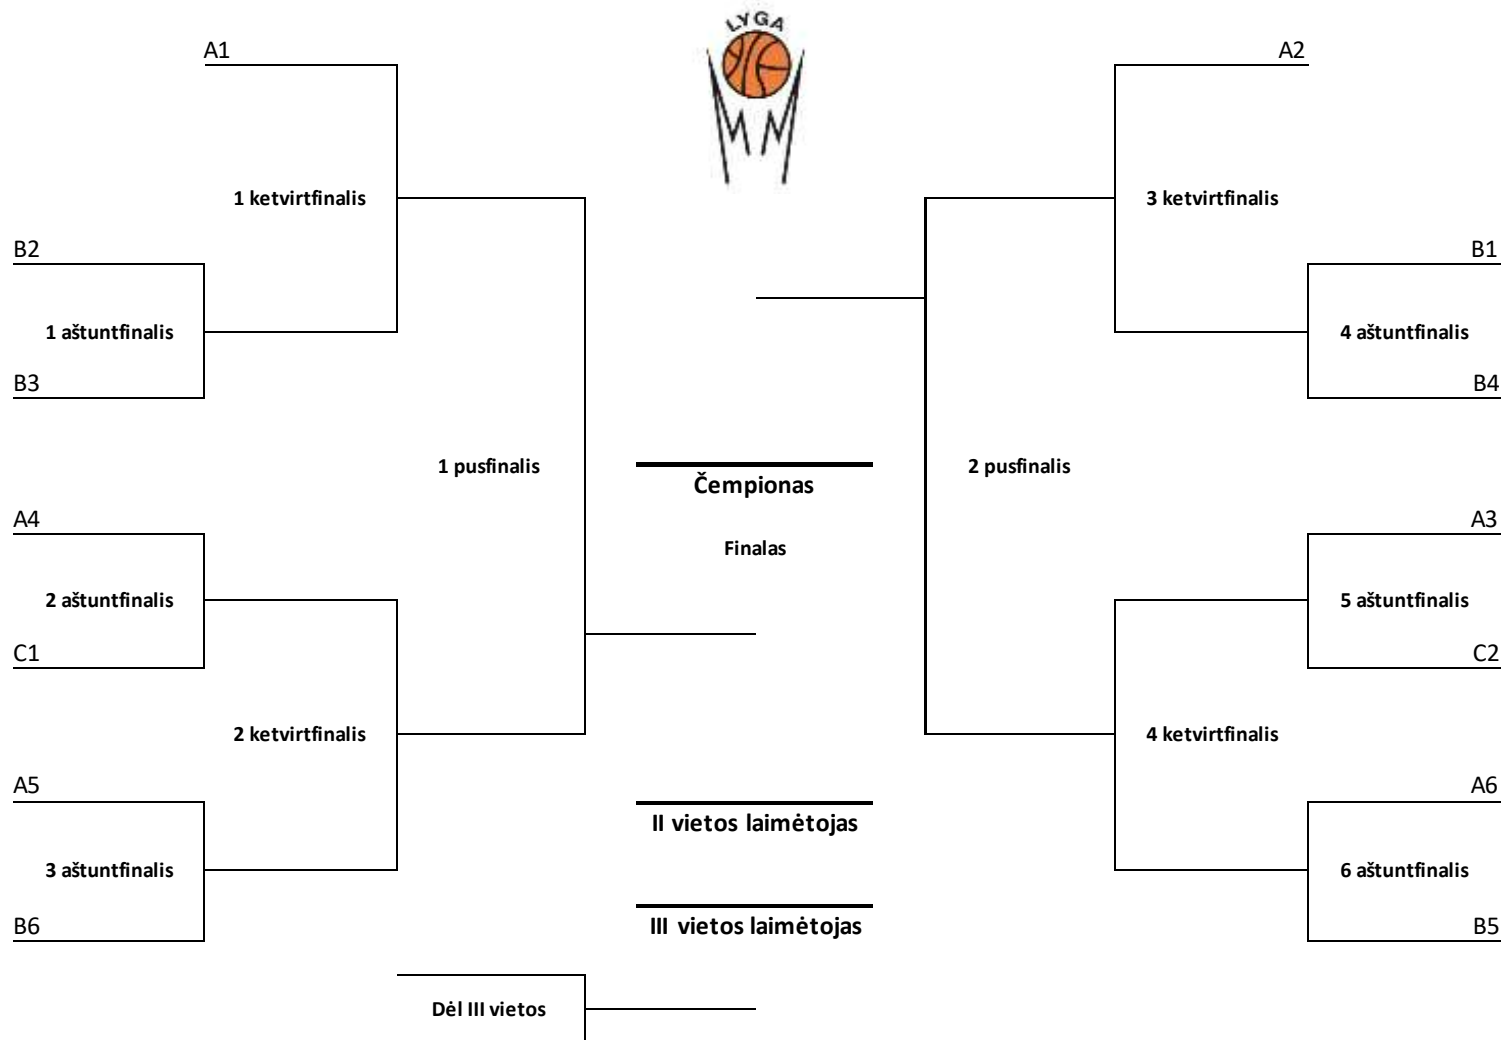 LYGA
A1
A2
1 ketvirtfinalis
3 ketvirtfinalis
B2
B1
1 aštuntfinalis
4 aštuntfinalis
B3
B4
1 pusfinalis
Čempionas
2 pusfinalis
A4
A3
Finalas
2 aštuntfinalis
5 aštuntfinalis
C1
C2
2 ketvirtfinalis
4 ketvirtfinalis
A5
A6
II vietos laimėtojas
3 aštuntfinalis
6 aštuntfinalis
B6
III vietos laimėtojas
B5
Dėl III vietos